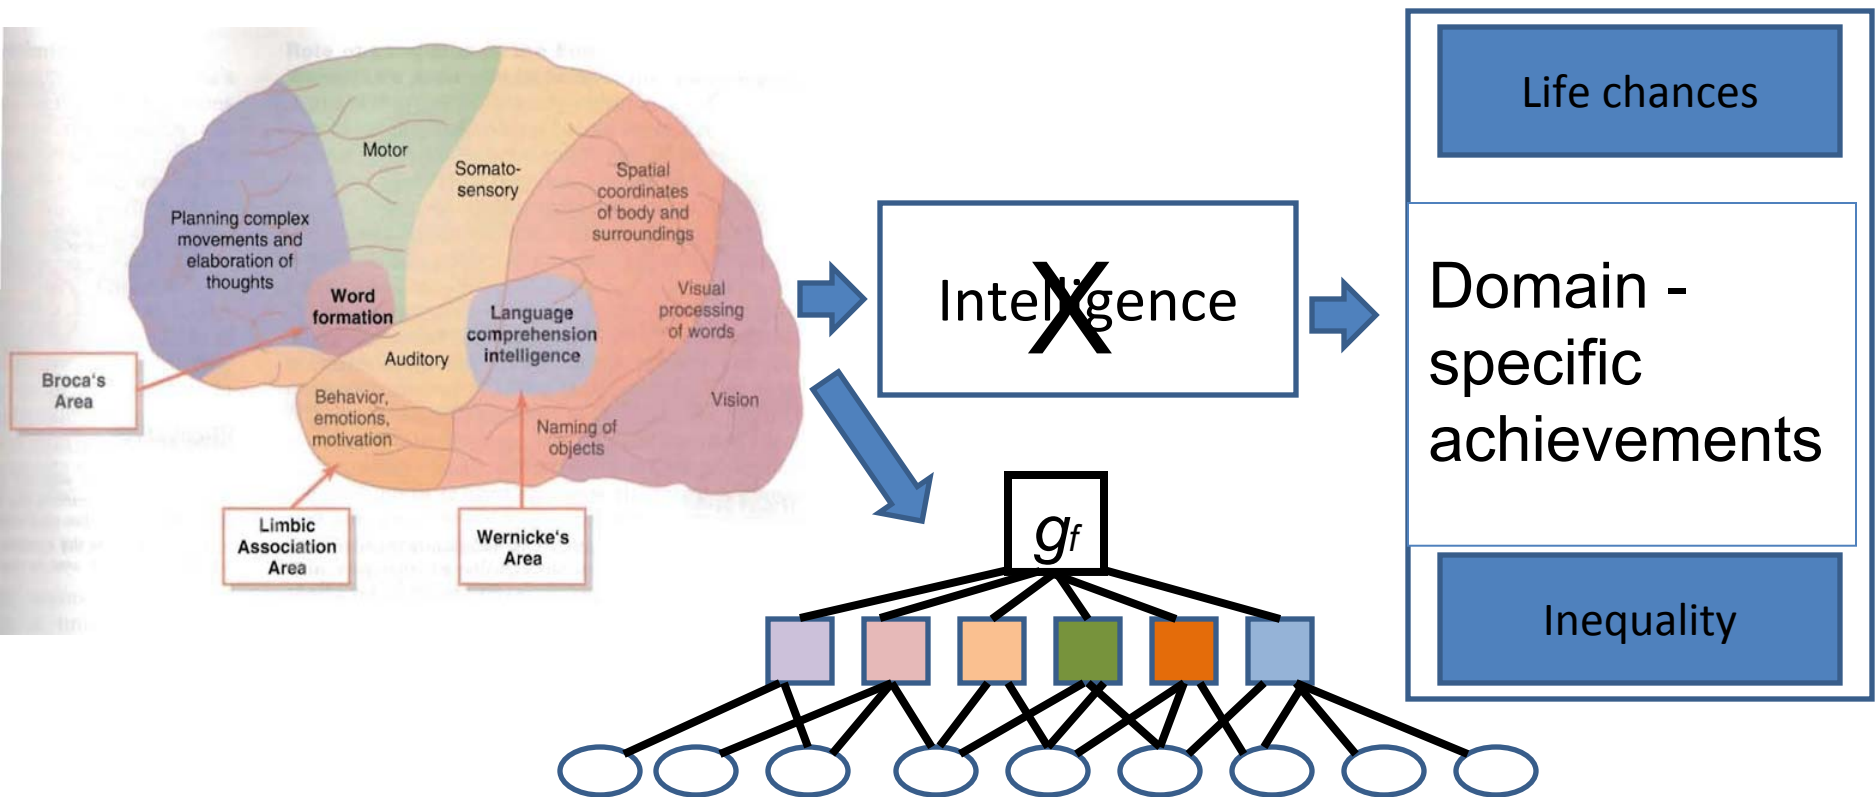 Motor
Somato-
sensory
Spatial
coordinates
of body and
surroundings
Planning complex
movements and
elaboration of
thoughts
Word
formation
Visual
processing
of words
Language
comprehension
intelligence
Auditory
Broca's
Area
Behavior,
emotions,
motivation
Vision
Naming of
objects
Limbic
Association
Area
Wernicke's
Area
Intelligence
X
gf
Life chances
Domain -
specific
achievements
Inequality